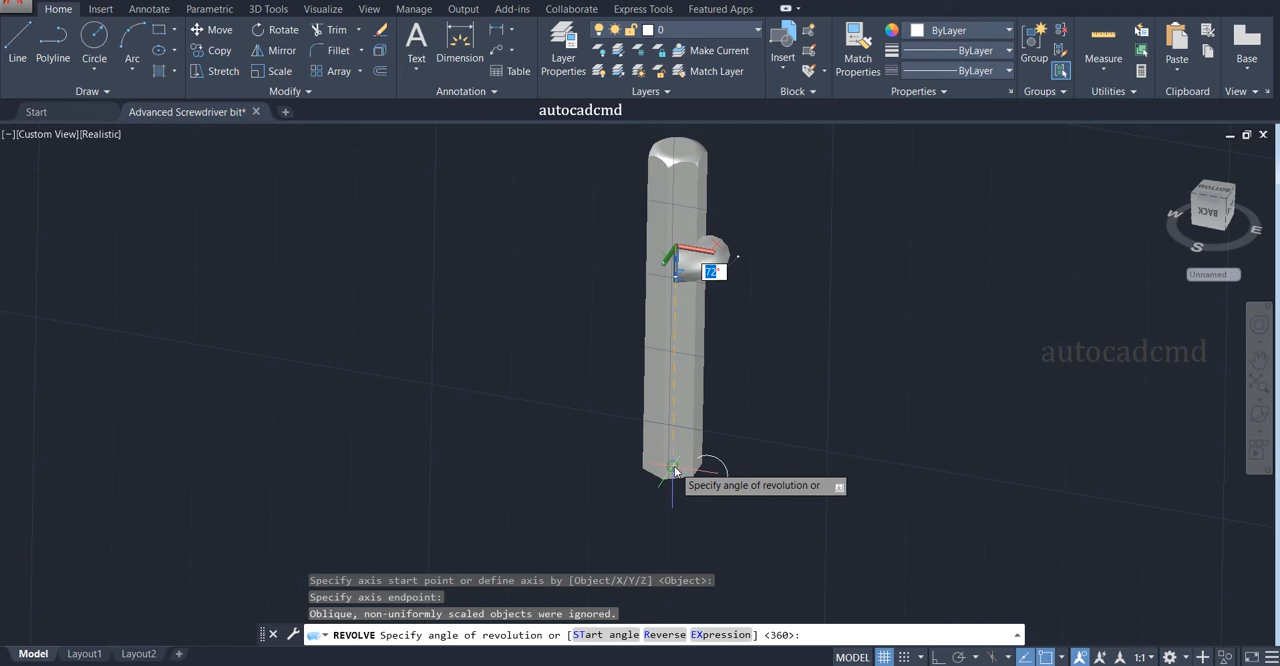 Home Insert Annotate Parametric 3D Tools Visualize View Manage Output Add-ins Collaborate Express Tools Featured Apps
Line Polyline Circle Arc
Move Rotate Trim
Copy Mirror Fillet
Stretch Scale Array
Text Dimension Table
Layer Properties
0
Make Current
Match Layer
Insert
Match Properties
ByLayer
ByLayer
ByLayer
Group Measure Paste Base
Draw Modify Annotation Layers Block Properties Groups Utilities Clipboard View
Start Advanced Screwdriver bit* autocadcmd
[−][Custom View][Realistic]
BOTTOM
BACK
W
E
S
Unnamed
X
Z
72°
autocadcmd
Specify angle of revolution or
Specify axis start point or define axis by [Object/X/Y/Z] <Object>:
Specify axis endpoint:
Oblique, non-uniformly scaled objects were ignored.
REVOLVE Specify angle of revolution or [STart angle Reverse EXpression] <360>:
Model Layout1 Layout2 MODEL 1:1